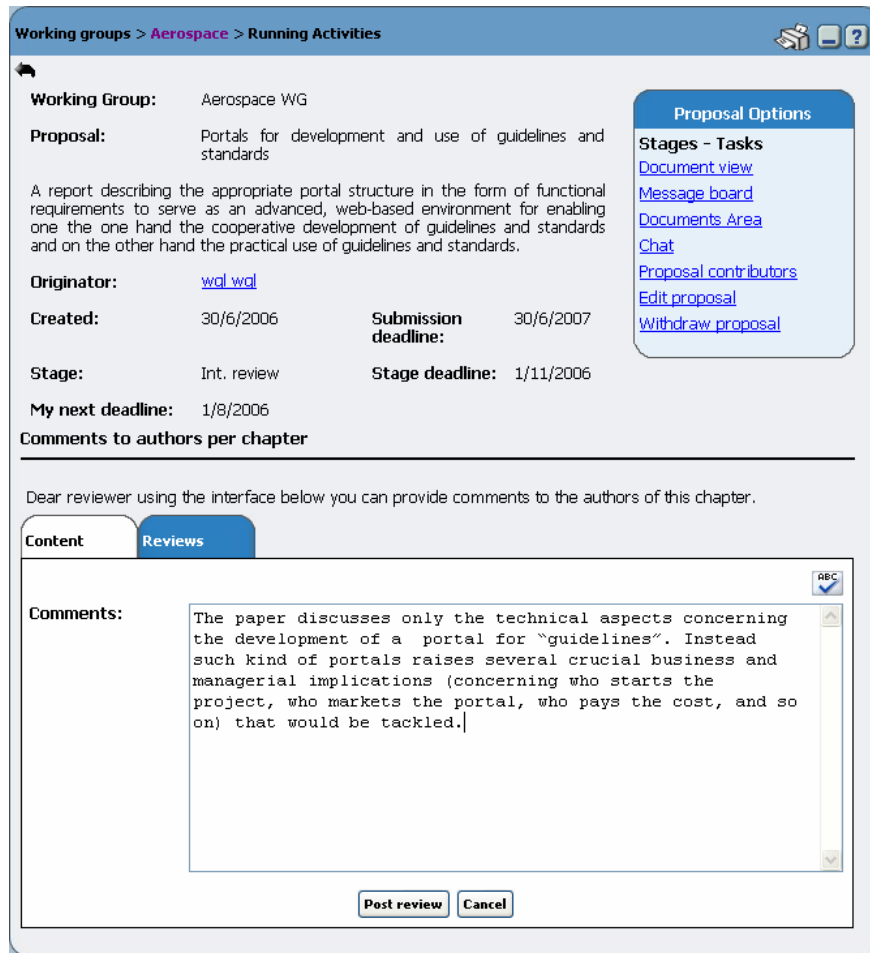 Working groups > Aerospace > Running Activities
?
Working Group: Aerospace WG
Proposal: Portals for development and use of guidelines and
standards
A report describing the appropriate portal structure in the form of functional
requirements to serve as an advanced, web-based environment for enabling
one the one hand the cooperative development of guidelines and standards
and on the other hand the practical use of guidelines and standards.
Originator: wgl wgl
Created: 30/6/2006 Submission deadline: 30/6/2007
Stage: Int. review Stage deadline: 1/11/2006
My next deadline: 1/8/2006
Proposal Options
Stages - Tasks
Document view
Message board
Documents Area
Chat
Proposal contributors
Edit proposal
Withdraw proposal
Comments to authors per chapter
Dear reviewer using the interface below you can provide comments to the authors of this chapter.
Content Reviews
ABC
Comments:
The paper discusses only the technical aspects concerning
the development of a portal for "guidelines". Instead
such kind of portals raises several crucial business and
managerial implications (concerning who starts the
project, who markets the portal, who pays the cost, and so
on) that would be tackled.
Post review Cancel